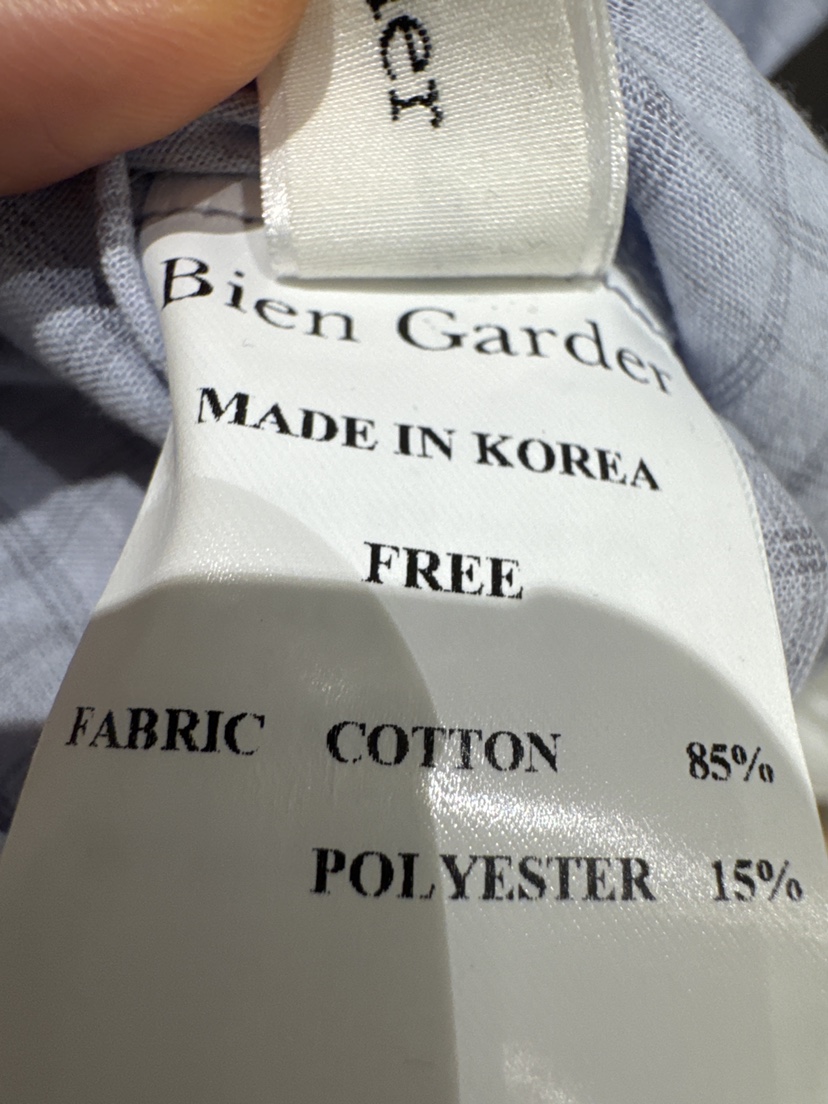 Bien Garder
MADE IN KOREA
FREE
FABRIC COTTON 85%
POLYESTER 15%